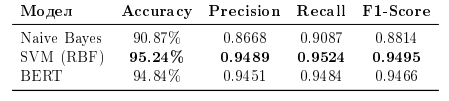 Модел Accuracy Precision Recall F1-Score
Naive Bayes 90.87% 0.8668 0.9087 0.8814
SVM (RBF) 95.24% 0.9489 0.9524 0.9495
BERT 94.84% 0.9451 0.9484 0.9466